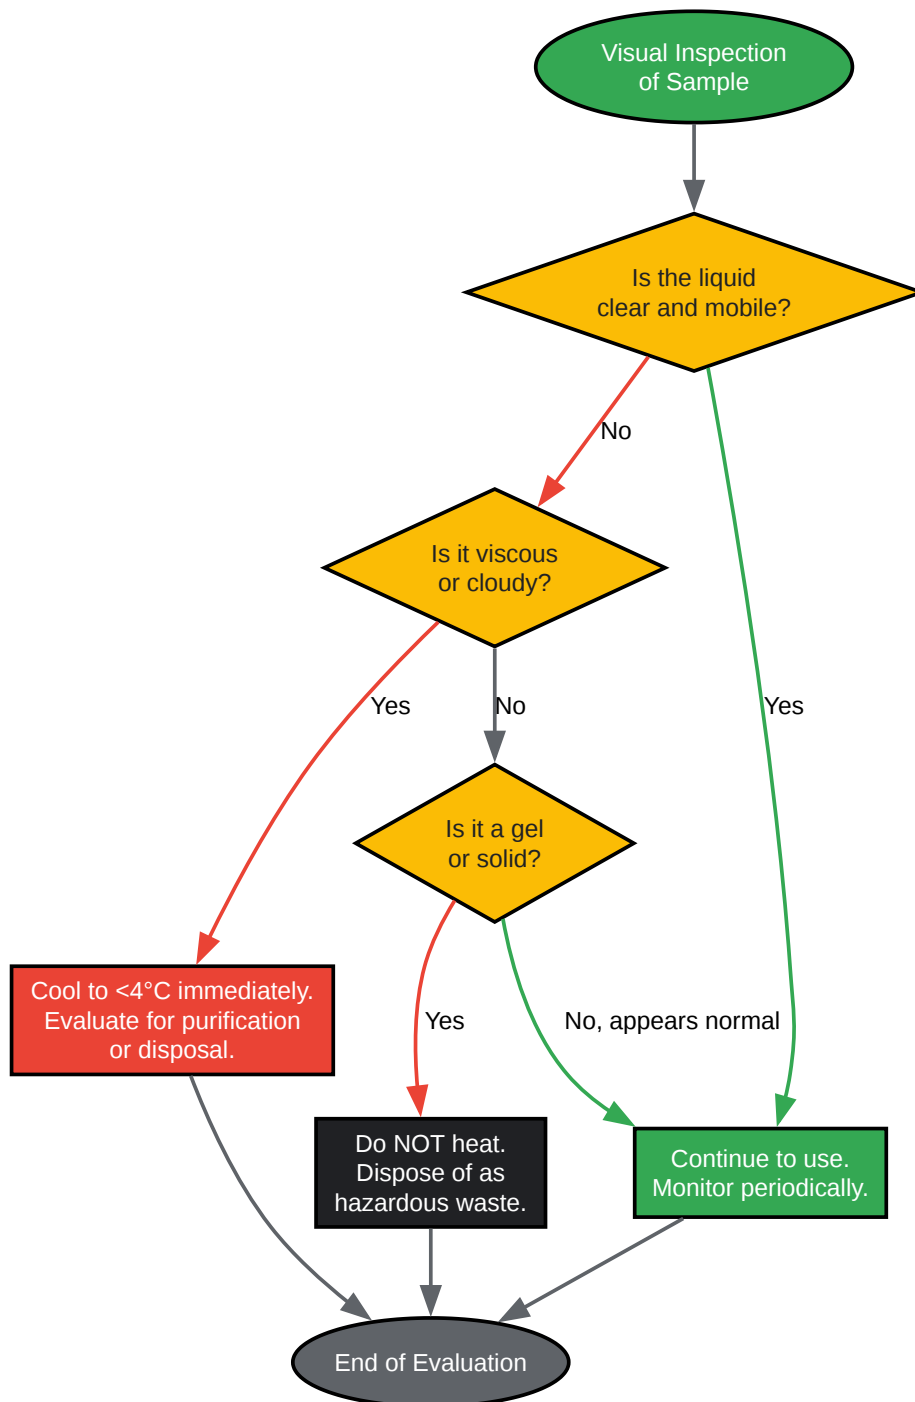 Visual Inspection
of Sample
Is the liquid
clear and mobile?
No
Is it viscous
or cloudy?
Yes
No
Yes
Is it a gel
or solid?
Cool to <4°C immediately.
Evaluate for purification
or disposal.
Yes
No, appears normal
Do NOT heat.
Dispose of as
hazardous waste.
Continue to use.
Monitor periodically.
End of Evaluation